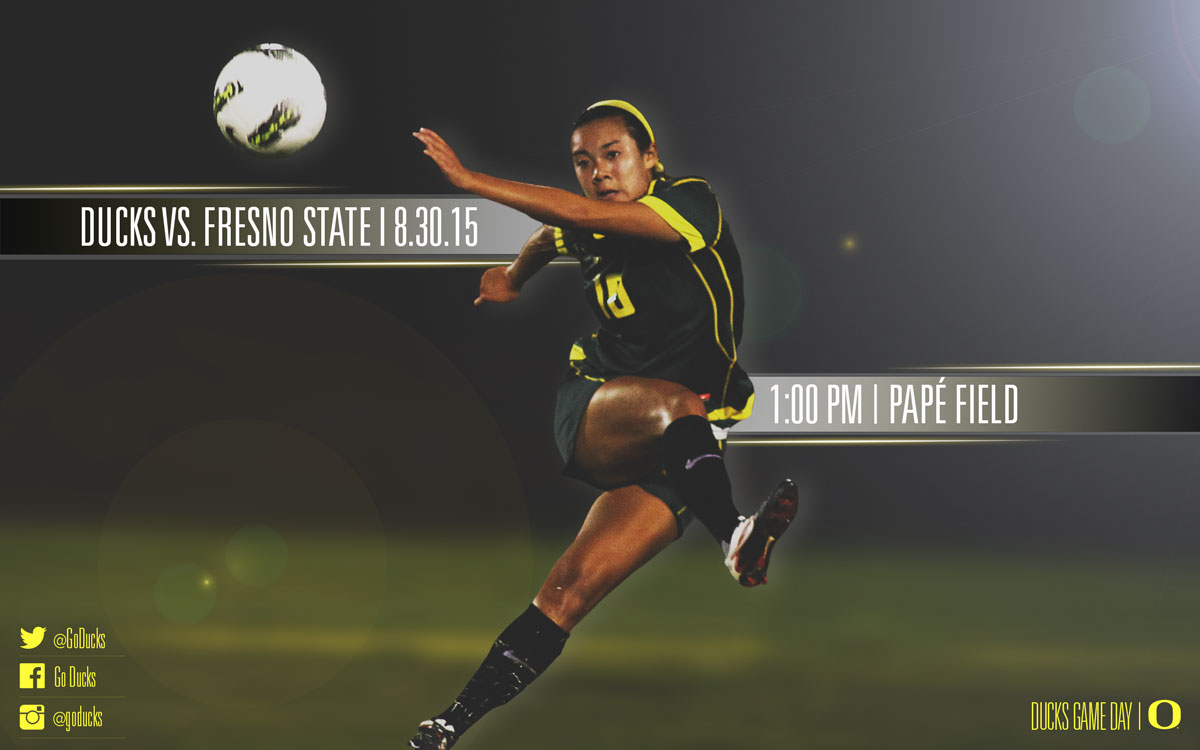 DUCKS VS. FRESNO STATE | 8.30.15
1:00 PM | PAPÉ FIELD
@GoDucks
Go Ducks
@goducks
DUCKS GAME DAY | O